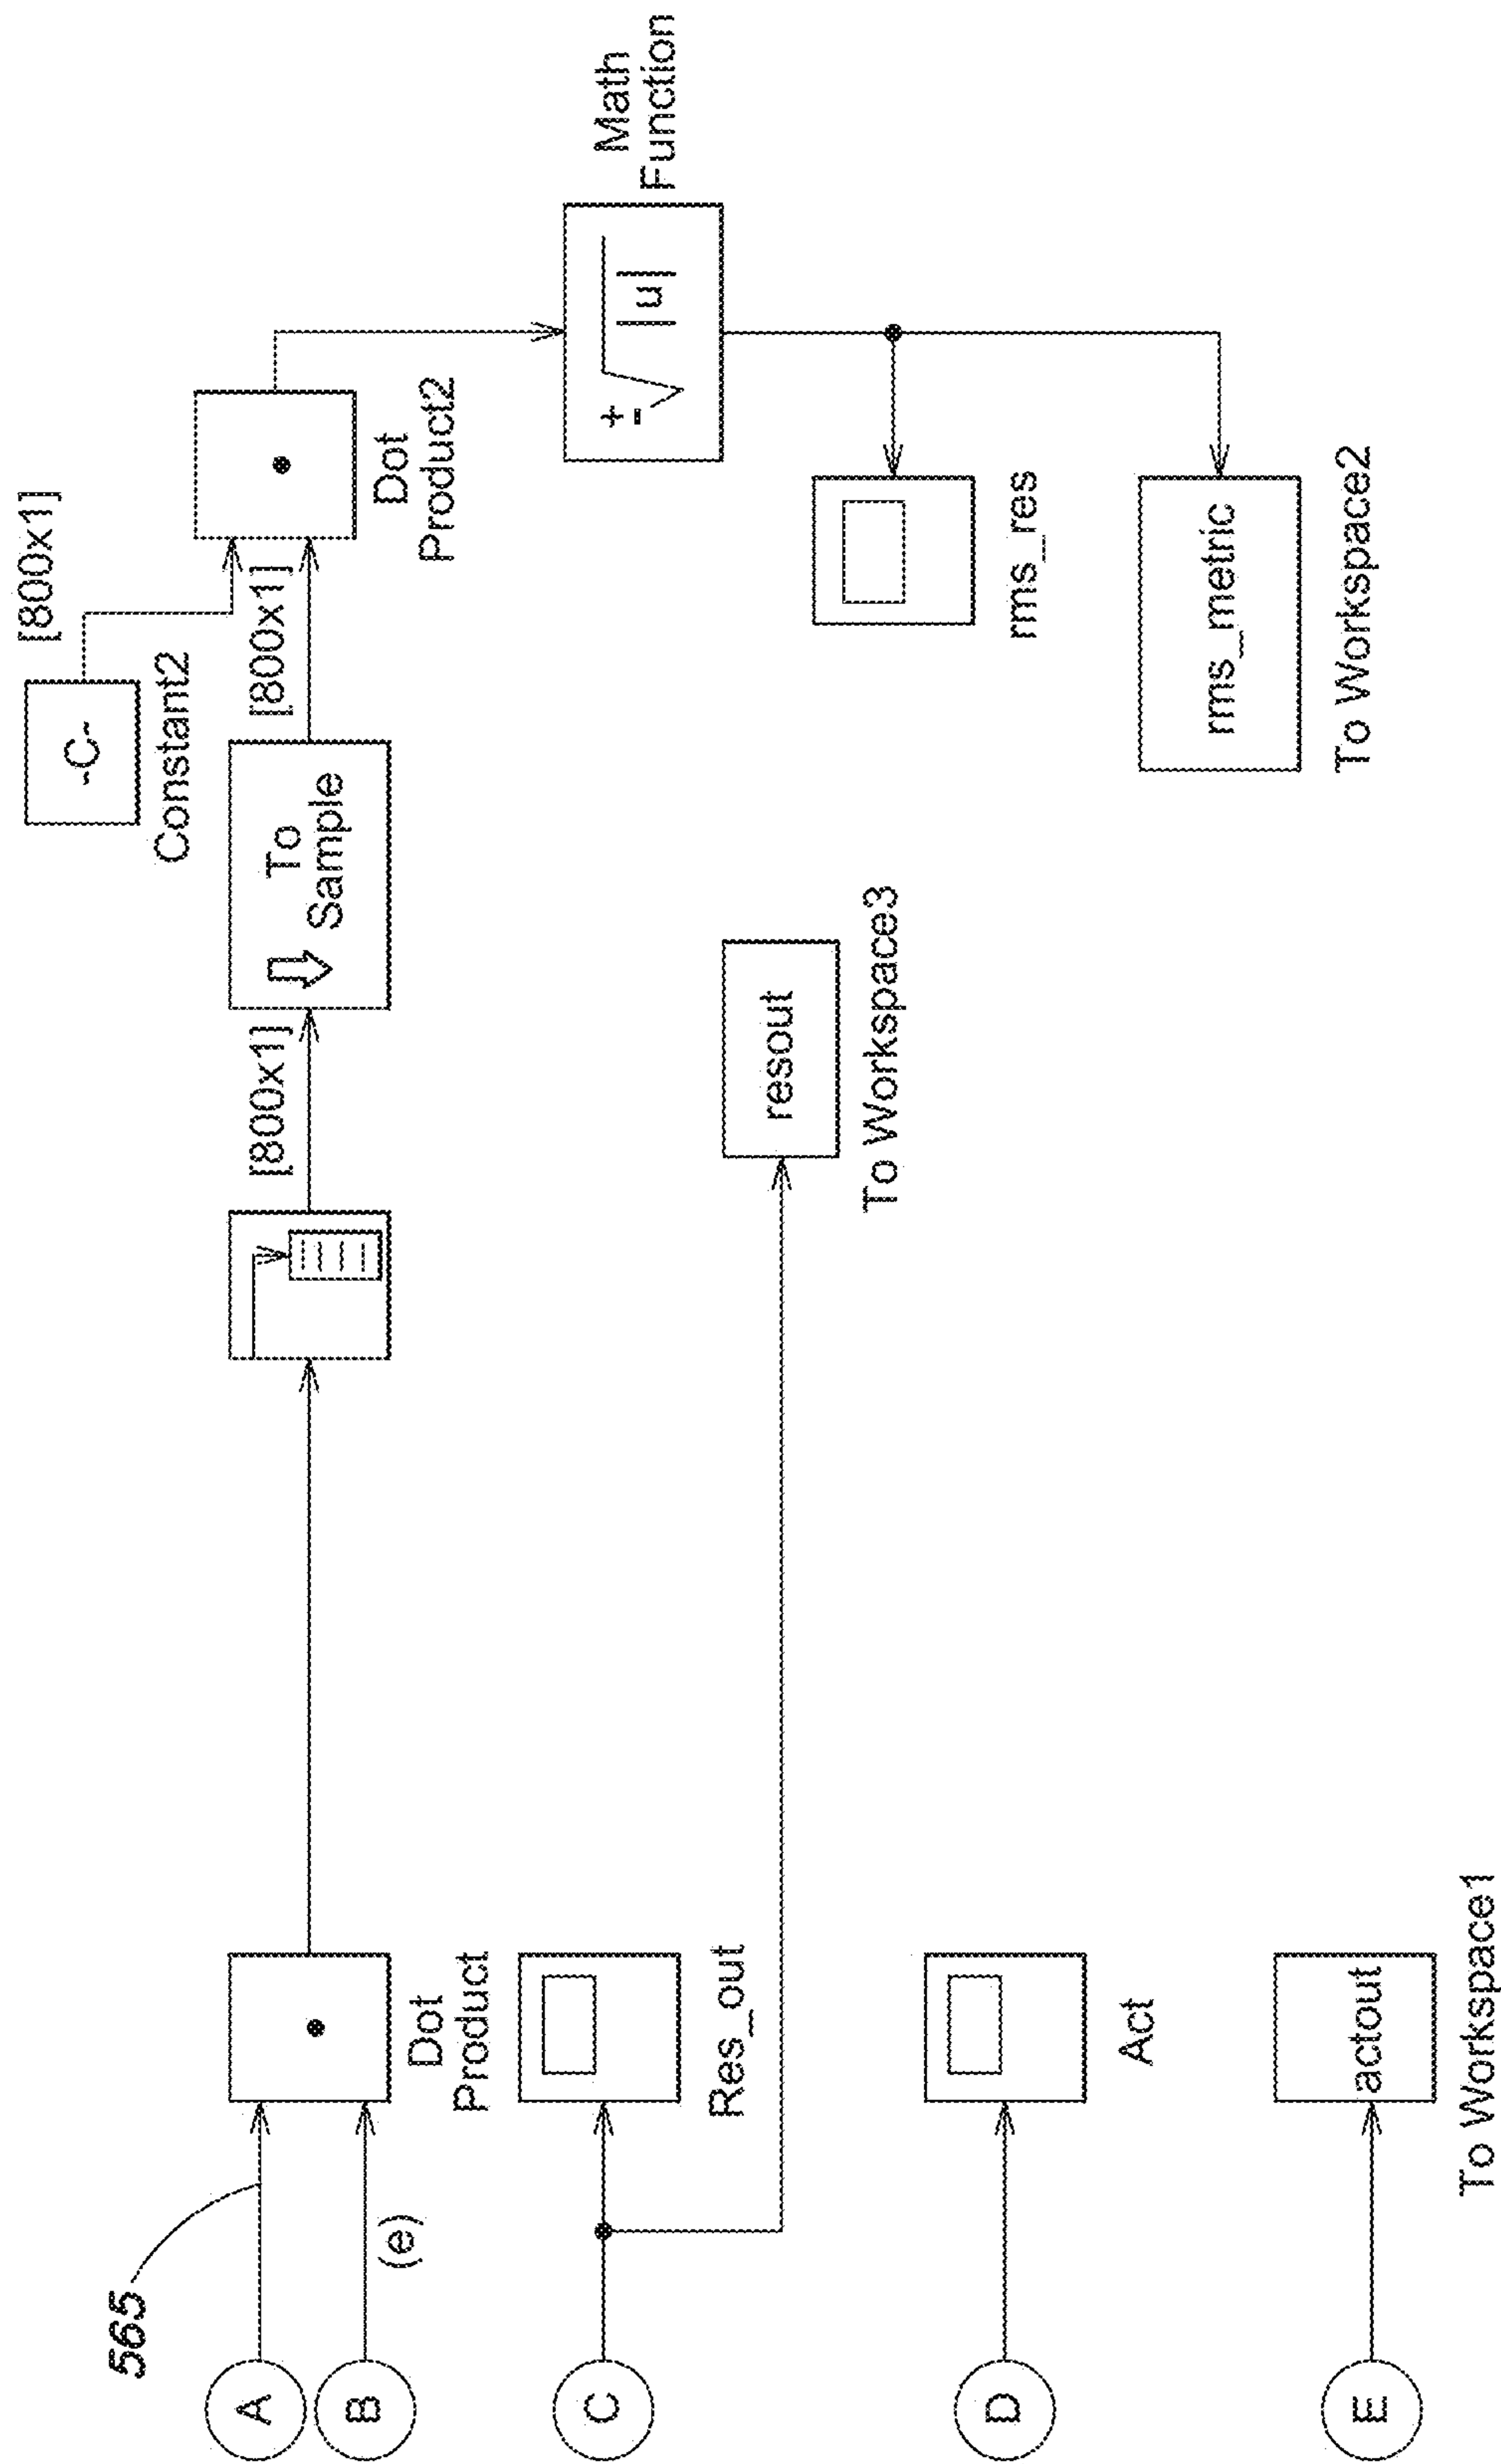 [800x1]
-C-
Constant2
[800x1]
To
Sample
[800x1]
Dot
Product2
Math
Function
±√|u|
rms_res
rms_metric
To Workspace2
resout
To Workspace3
565
A
B
(e)
Dot
Product
C
Res_out
D
Act
E
actout
To Workspace1